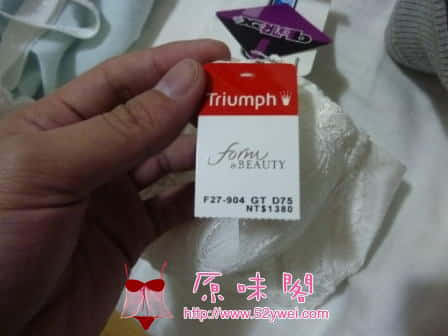 Triumph
form
& BEAUTY
F27-904 GT D75
NT$1380
原味閣
http://www.52ywei.com